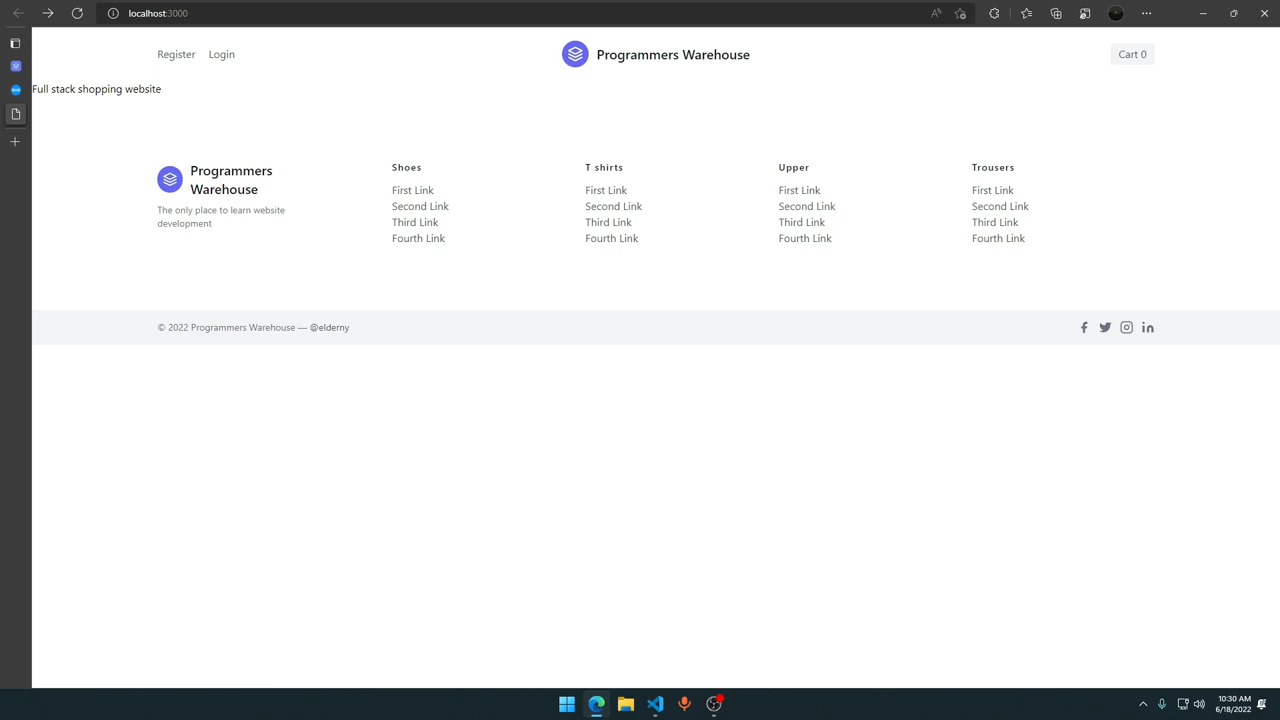 localhost:3000
Register Login Programmers Warehouse Cart 0
Full stack shopping website
Programmers
Warehouse
The only place to learn website
development
Shoes
First Link
Second Link
Third Link
Fourth Link
T shirts
First Link
Second Link
Third Link
Fourth Link
Upper
First Link
Second Link
Third Link
Fourth Link
Trousers
First Link
Second Link
Third Link
Fourth Link
© 2022 Programmers Warehouse — @elderny
10:30 AM
6/18/2022